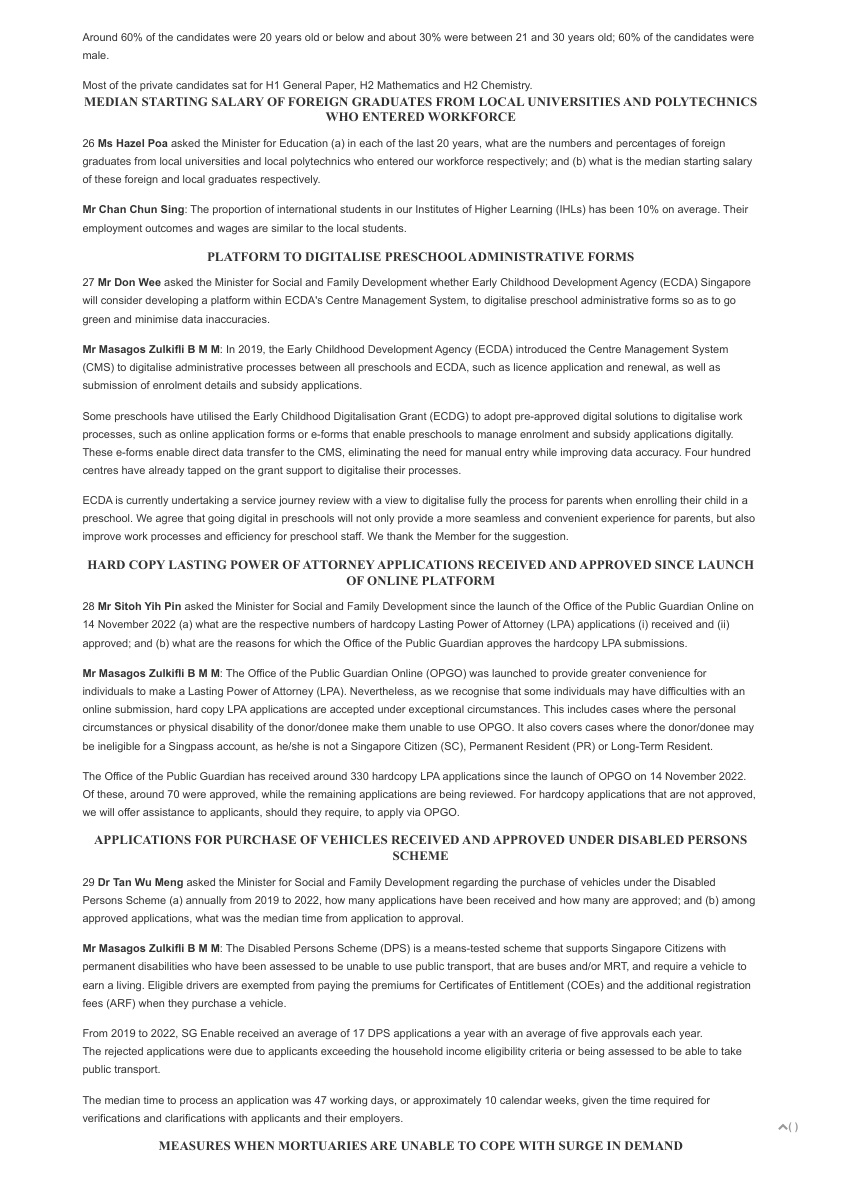 Around 60% of the candidates were 20 years old or below and about 30% were between 21 and 30 years old; 60% of the candidates were
male.
Most of the private candidates sat for H1 General Paper, H2 Mathematics and H2 Chemistry.
MEDIAN STARTING SALARY OF FOREIGN GRADUATES FROM LOCAL UNIVERSITIES AND POLYTECHNICS
WHO ENTERED WORKFORCE
26 Ms Hazel Poa asked the Minister for Education (a) in each of the last 20 years, what are the numbers and percentages of foreign
graduates from local universities and local polytechnics who entered our workforce respectively; and (b) what is the median starting salary
of these foreign and local graduates respectively.
Mr Chan Chun Sing: The proportion of international students in our Institutes of Higher Learning (IHLs) has been 10% on average. Their
employment outcomes and wages are similar to the local students.
PLATFORM TO DIGITALISE PRESCHOOL ADMINISTRATIVE FORMS
27 Mr Don Wee asked the Minister for Social and Family Development whether Early Childhood Development Agency (ECDA) Singapore
will consider developing a platform within ECDA's Centre Management System, to digitalise preschool administrative forms so as to go
green and minimise data inaccuracies.
Mr Masagos Zulkifli B M M: In 2019, the Early Childhood Development Agency (ECDA) introduced the Centre Management System
(CMS) to digitalise administrative processes between all preschools and ECDA, such as licence application and renewal, as well as
submission of enrolment details and subsidy applications.
Some preschools have utilised the Early Childhood Digitalisation Grant (ECDG) to adopt pre-approved digital solutions to digitalise work
processes, such as online application forms or e-forms that enable preschools to manage enrolment and subsidy applications digitally.
These e-forms enable direct data transfer to the CMS, eliminating the need for manual entry while improving data accuracy. Four hundred
centres have already tapped on the grant support to digitalise their processes.
ECDA is currently undertaking a service journey review with a view to digitalise fully the process for parents when enrolling their child in a
preschool. We agree that going digital in preschools will not only provide a more seamless and convenient experience for parents, but also
improve work processes and efficiency for preschool staff. We thank the Member for the suggestion.
HARD COPY LASTING POWER OF ATTORNEY APPLICATIONS RECEIVED AND APPROVED SINCE LAUNCH
OF ONLINE PLATFORM
28 Mr Sitoh Yih Pin asked the Minister for Social and Family Development since the launch of the Office of the Public Guardian Online on
14 November 2022 (a) what are the respective numbers of hardcopy Lasting Power of Attorney (LPA) applications (i) received and (ii)
approved; and (b) what are the reasons for which the Office of the Public Guardian approves the hardcopy LPA submissions.
Mr Masagos Zulkifli B M M: The Office of the Public Guardian Online (OPGO) was launched to provide greater convenience for
individuals to make a Lasting Power of Attorney (LPA). Nevertheless, as we recognise that some individuals may have difficulties with an
online submission, hard copy LPA applications are accepted under exceptional circumstances. This includes cases where the personal
circumstances or physical disability of the donor/donee make them unable to use OPGO. It also covers cases where the donor/donee may
be ineligible for a Singpass account, as he/she is not a Singapore Citizen (SC), Permanent Resident (PR) or Long-Term Resident.
The Office of the Public Guardian has received around 330 hardcopy LPA applications since the launch of OPGO on 14 November 2022.
Of these, around 70 were approved, while the remaining applications are being reviewed. For hardcopy applications that are not approved,
we will offer assistance to applicants, should they require, to apply via OPGO.
APPLICATIONS FOR PURCHASE OF VEHICLES RECEIVED AND APPROVED UNDER DISABLED PERSONS
SCHEME
29 Dr Tan Wu Meng asked the Minister for Social and Family Development regarding the purchase of vehicles under the Disabled
Persons Scheme (a) annually from 2019 to 2022, how many applications have been received and how many are approved; and (b) among
approved applications, what was the median time from application to approval.
Mr Masagos Zulkifli B M M: The Disabled Persons Scheme (DPS) is a means-tested scheme that supports Singapore Citizens with
permanent disabilities who have been assessed to be unable to use public transport, that are buses and/or MRT, and require a vehicle to
earn a living. Eligible drivers are exempted from paying the premiums for Certificates of Entitlement (COEs) and the additional registration
fees (ARF) when they purchase a vehicle.
From 2019 to 2022, SG Enable received an average of 17 DPS applications a year with an average of five approvals each year.
The rejected applications were due to applicants exceeding the household income eligibility criteria or being assessed to be able to take
public transport.
The median time to process an application was 47 working days, or approximately 10 calendar weeks, given the time required for
verifications and clarifications with applicants and their employers.
( )
MEASURES WHEN MORTUARIES ARE UNABLE TO COPE WITH SURGE IN DEMAND